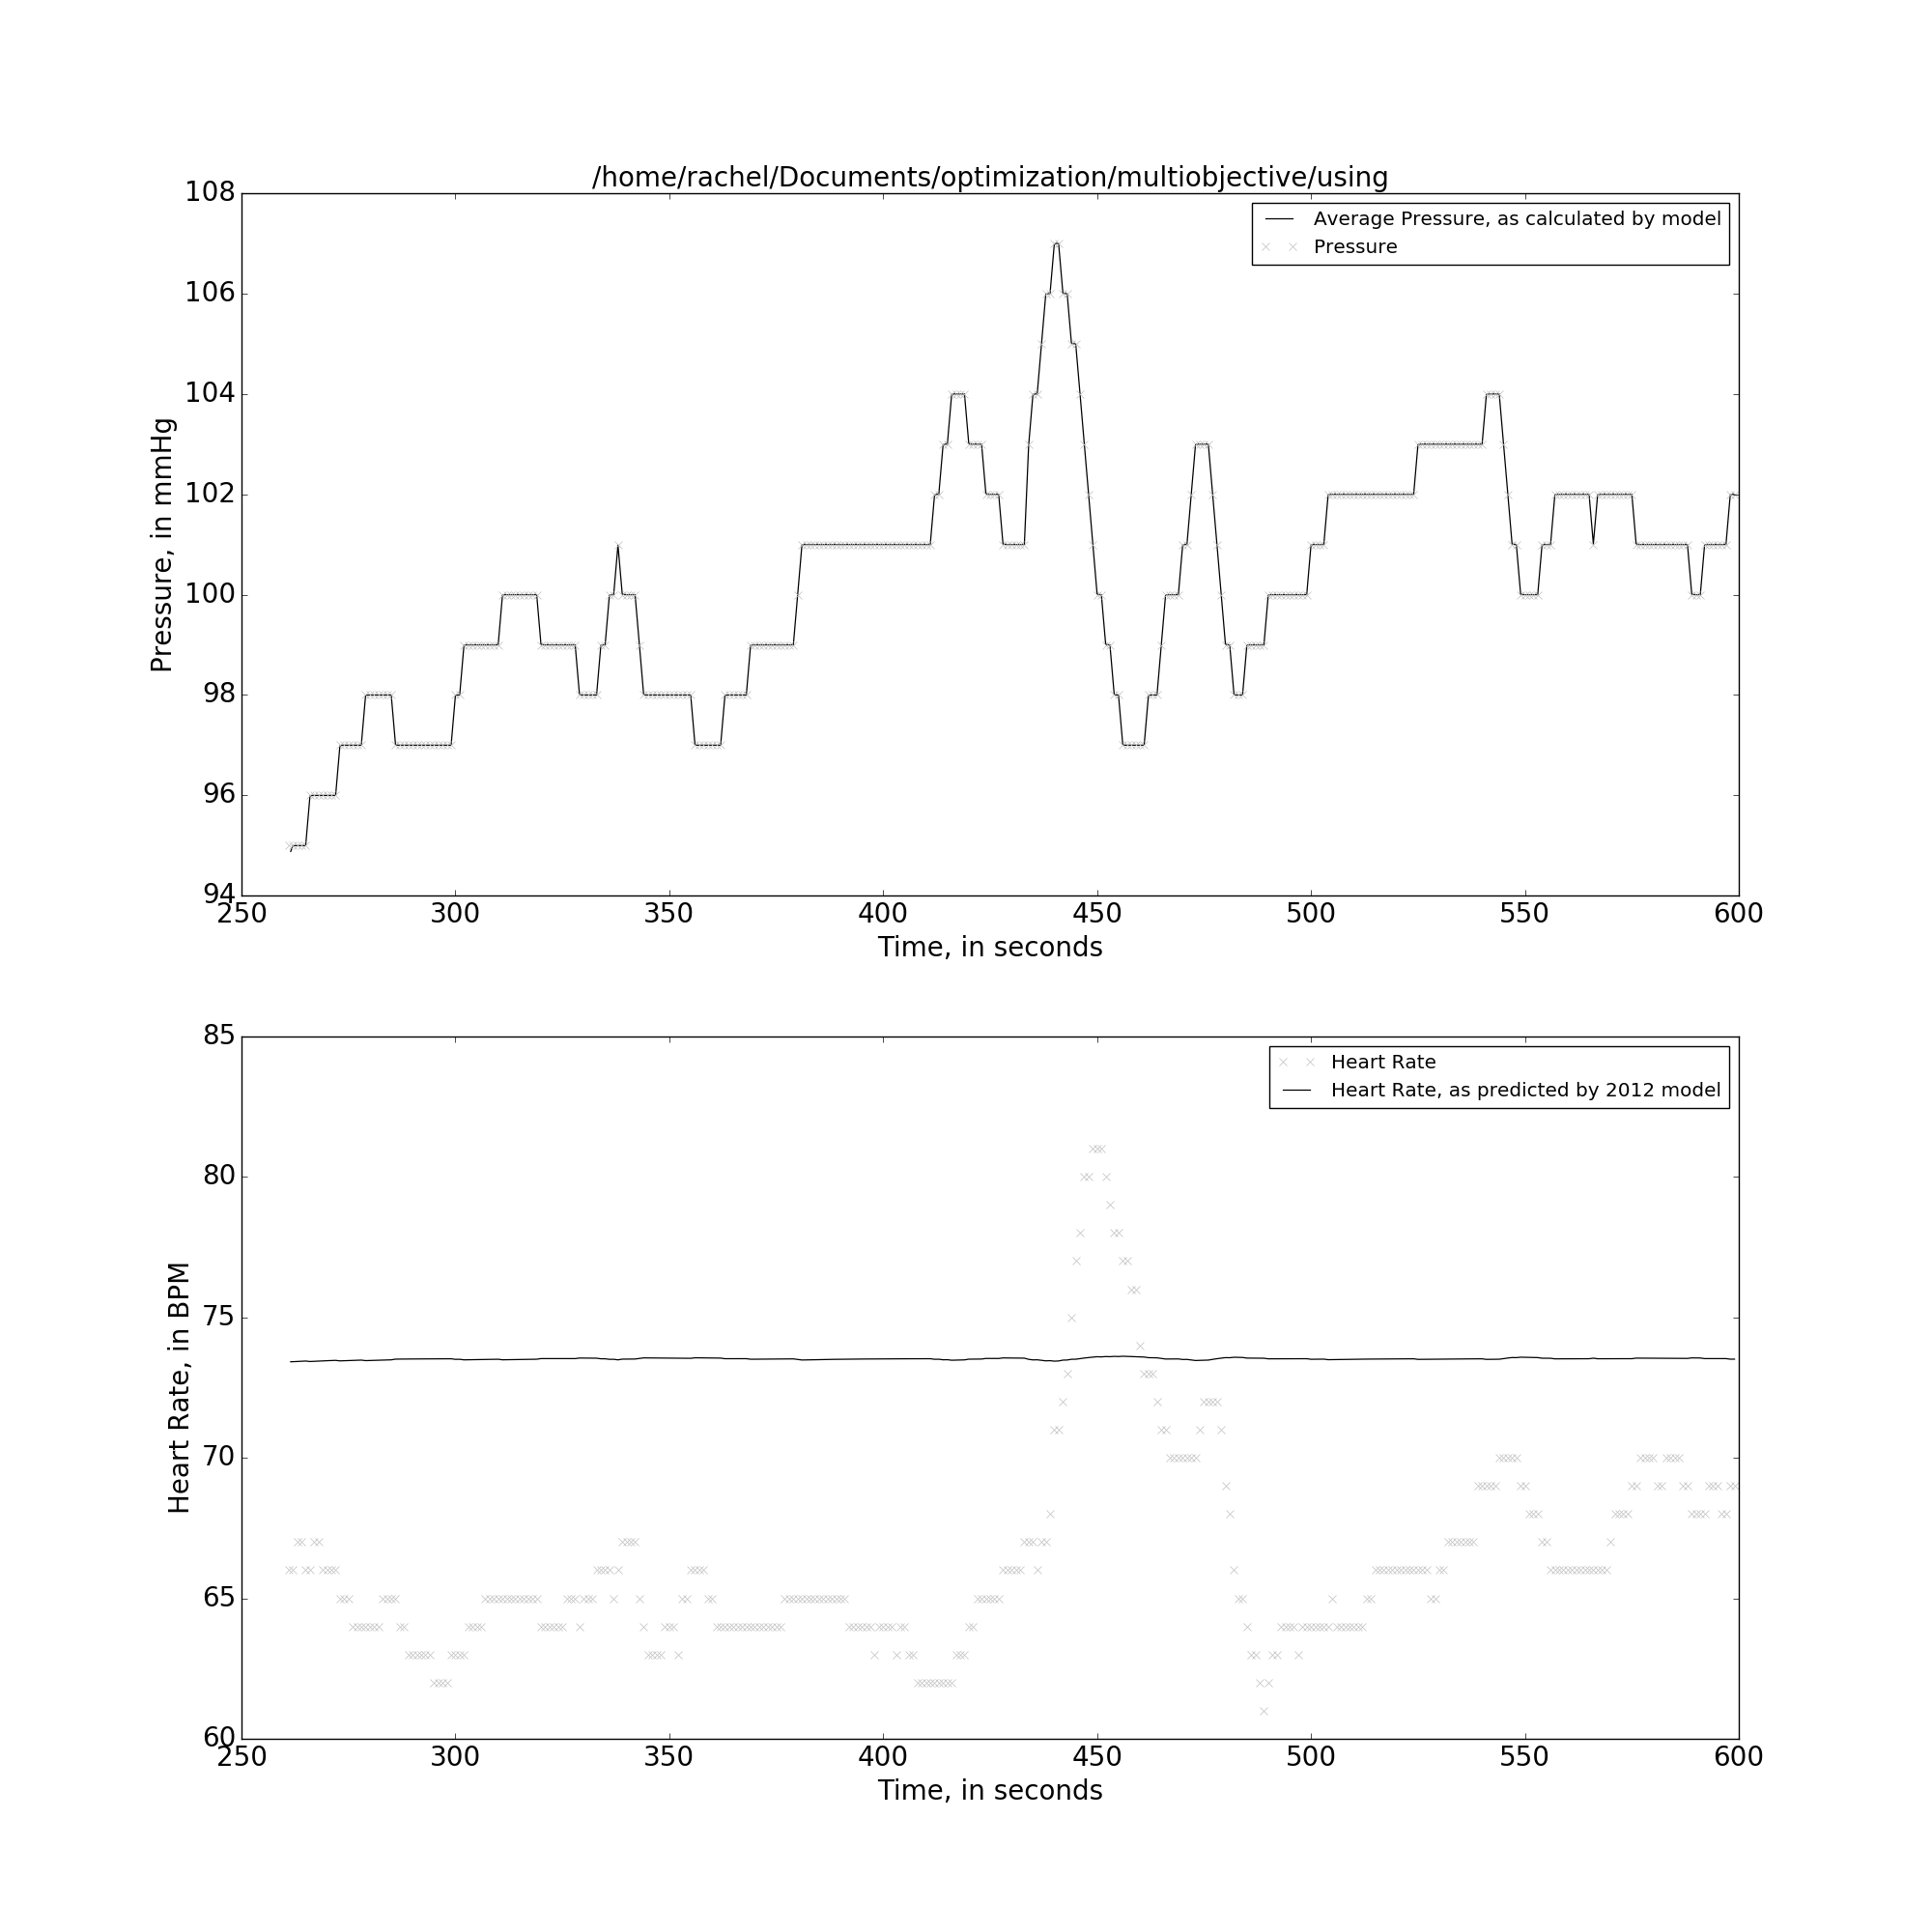 /home/rachel/Documents/optimization/multiobjective/using
108
106
104
102
100
98
96
94
Pressure, in mmHg
Average Pressure, as calculated by model
Pressure
250 300 350 400 450 500 550 600
Time, in seconds
85
80
75
70
65
60
Heart Rate, in BPM
Heart Rate
Heart Rate, as predicted by 2012 model
250 300 350 400 450 500 550 600
Time, in seconds